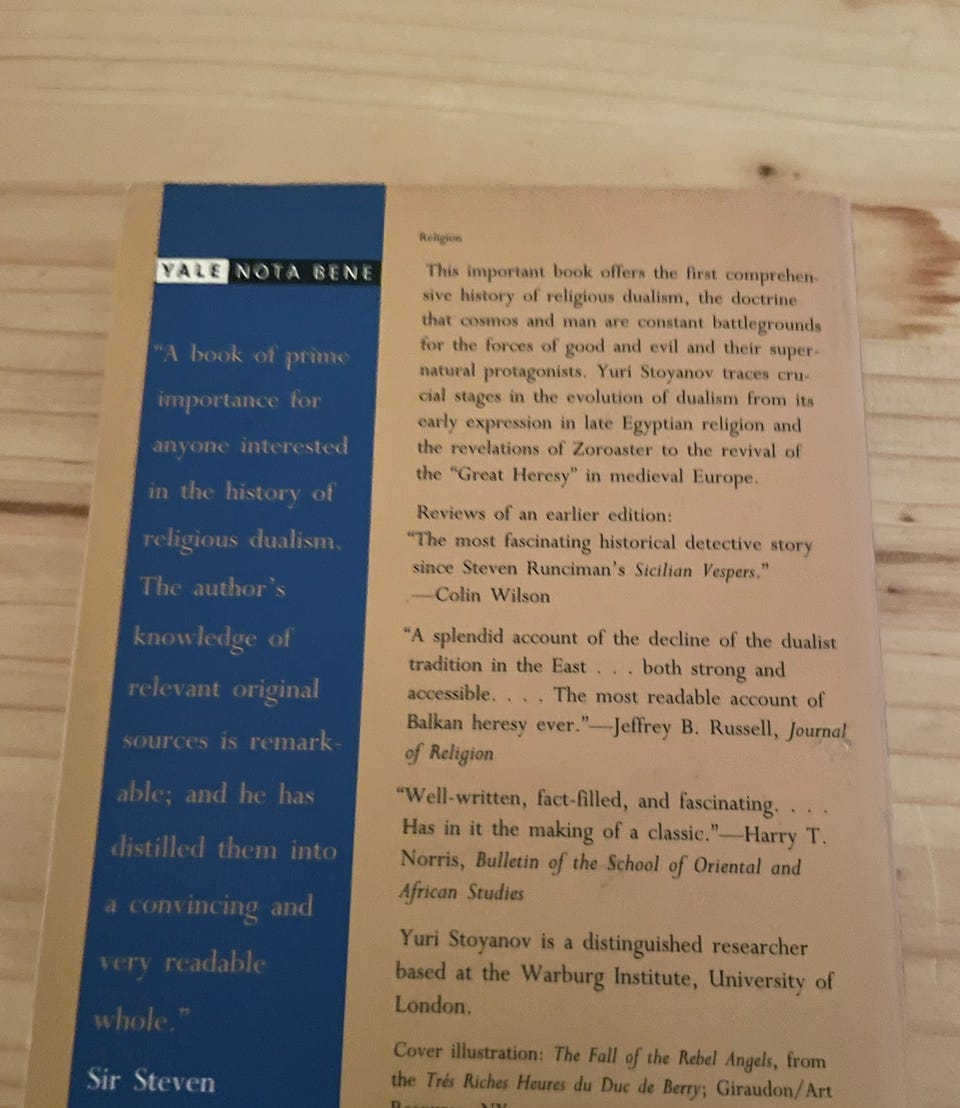 YALE NOTA BENE
"A book of prime
importance for
anyone interested
in the history of
religious dualism.
The author's
knowledge of
relevant original
sources is remark-
able; and he has
distilled them into
a convincing and
very readable
whole."
Sir Steven
Religion
This important book offers the first comprehen-
sive history of religious dualism, the doctrine
that cosmos and man are constant battlegrounds
for the forces of good and evil and their super-
natural protagonists. Yuri Stoyanov traces cru-
cial stages in the evolution of dualism from its
early expression in late Egyptian religion and
the revelations of Zoroaster to the revival of
the "Great Heresy" in medieval Europe.
Reviews of an earlier edition:
"The most fascinating historical detective story
since Steven Runciman's Sicilian Vespers."
—Colin Wilson
"A splendid account of the decline of the dualist
tradition in the East . . . both strong and
accessible. . . . The most readable account of
Balkan heresy ever."—Jeffrey B. Russell, Journal
of Religion
"Well-written, fact-filled, and fascinating. . . .
Has in it the making of a classic."—Harry T.
Norris, Bulletin of the School of Oriental and
African Studies
Yuri Stoyanov is a distinguished researcher
based at the Warburg Institute, University of
London.
Cover illustration: The Fall of the Rebel Angels, from
the Trés Riches Heures du Duc de Berry; Giraudon/Art